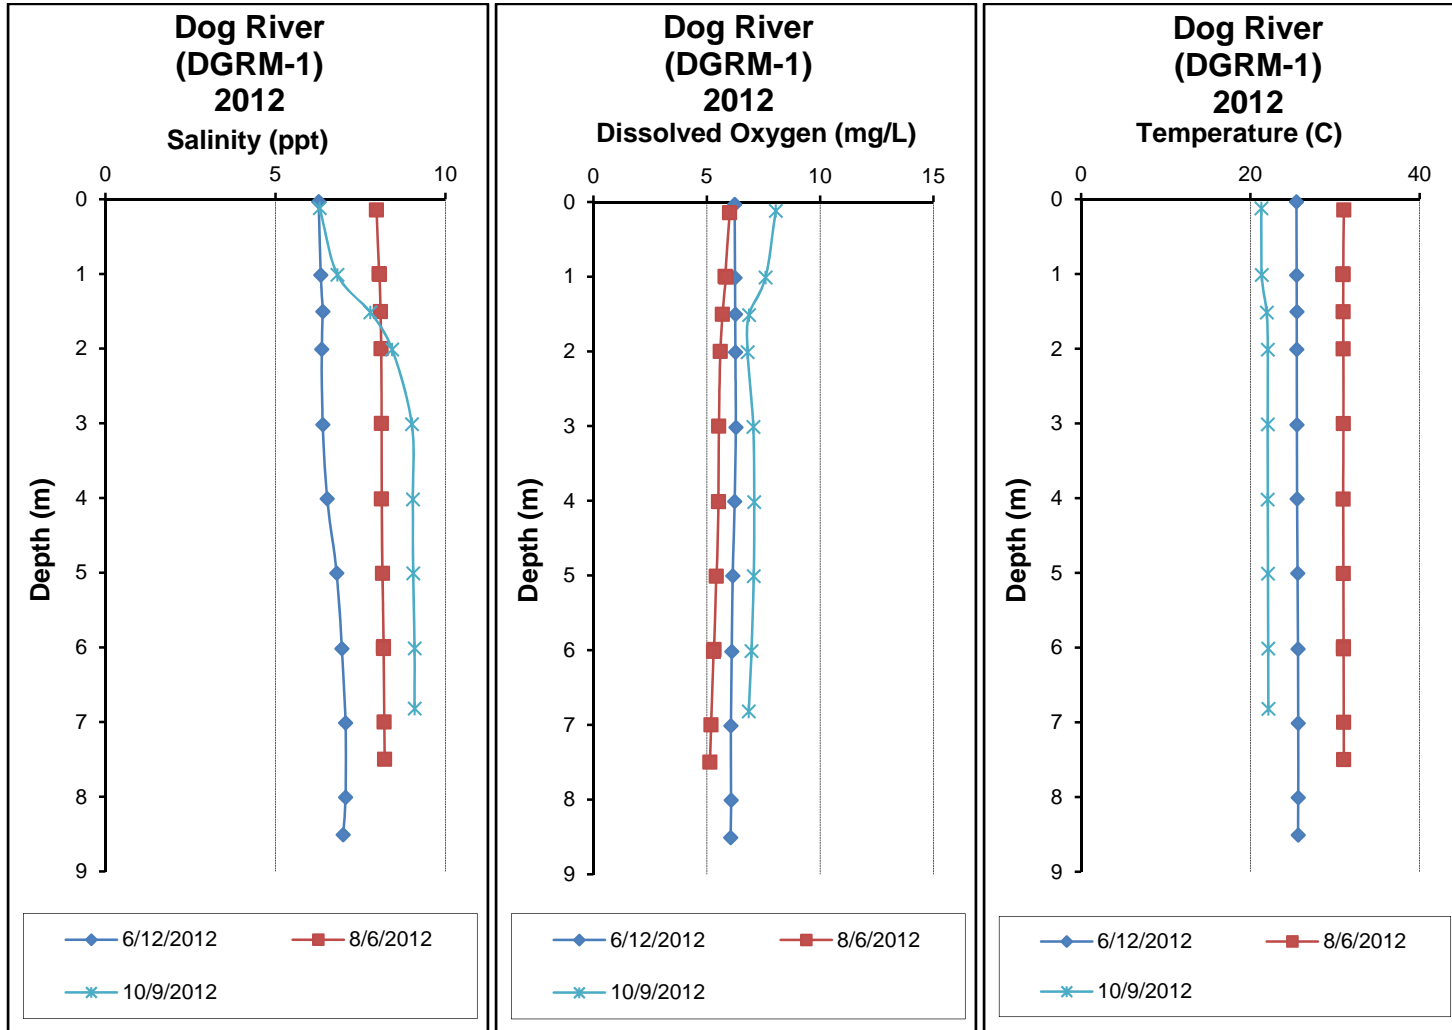 Dog River
(DGRM-1)
2012
Salinity (ppt)
0 5 10
0
1
2
3
4
5
6
7
8
9
Depth (m)
6/12/2012 8/6/2012
10/9/2012
Dog River
(DGRM-1)
2012
Dissolved Oxygen (mg/L)
0 5 10 15
0
1
2
3
4
5
6
7
8
9
Depth (m)
6/12/2012 8/6/2012
10/9/2012
Dog River
(DGRM-1)
2012
Temperature (C)
0 20 40
0
1
2
3
4
5
6
7
8
9
Depth (m)
6/12/2012 8/6/2012
10/9/2012